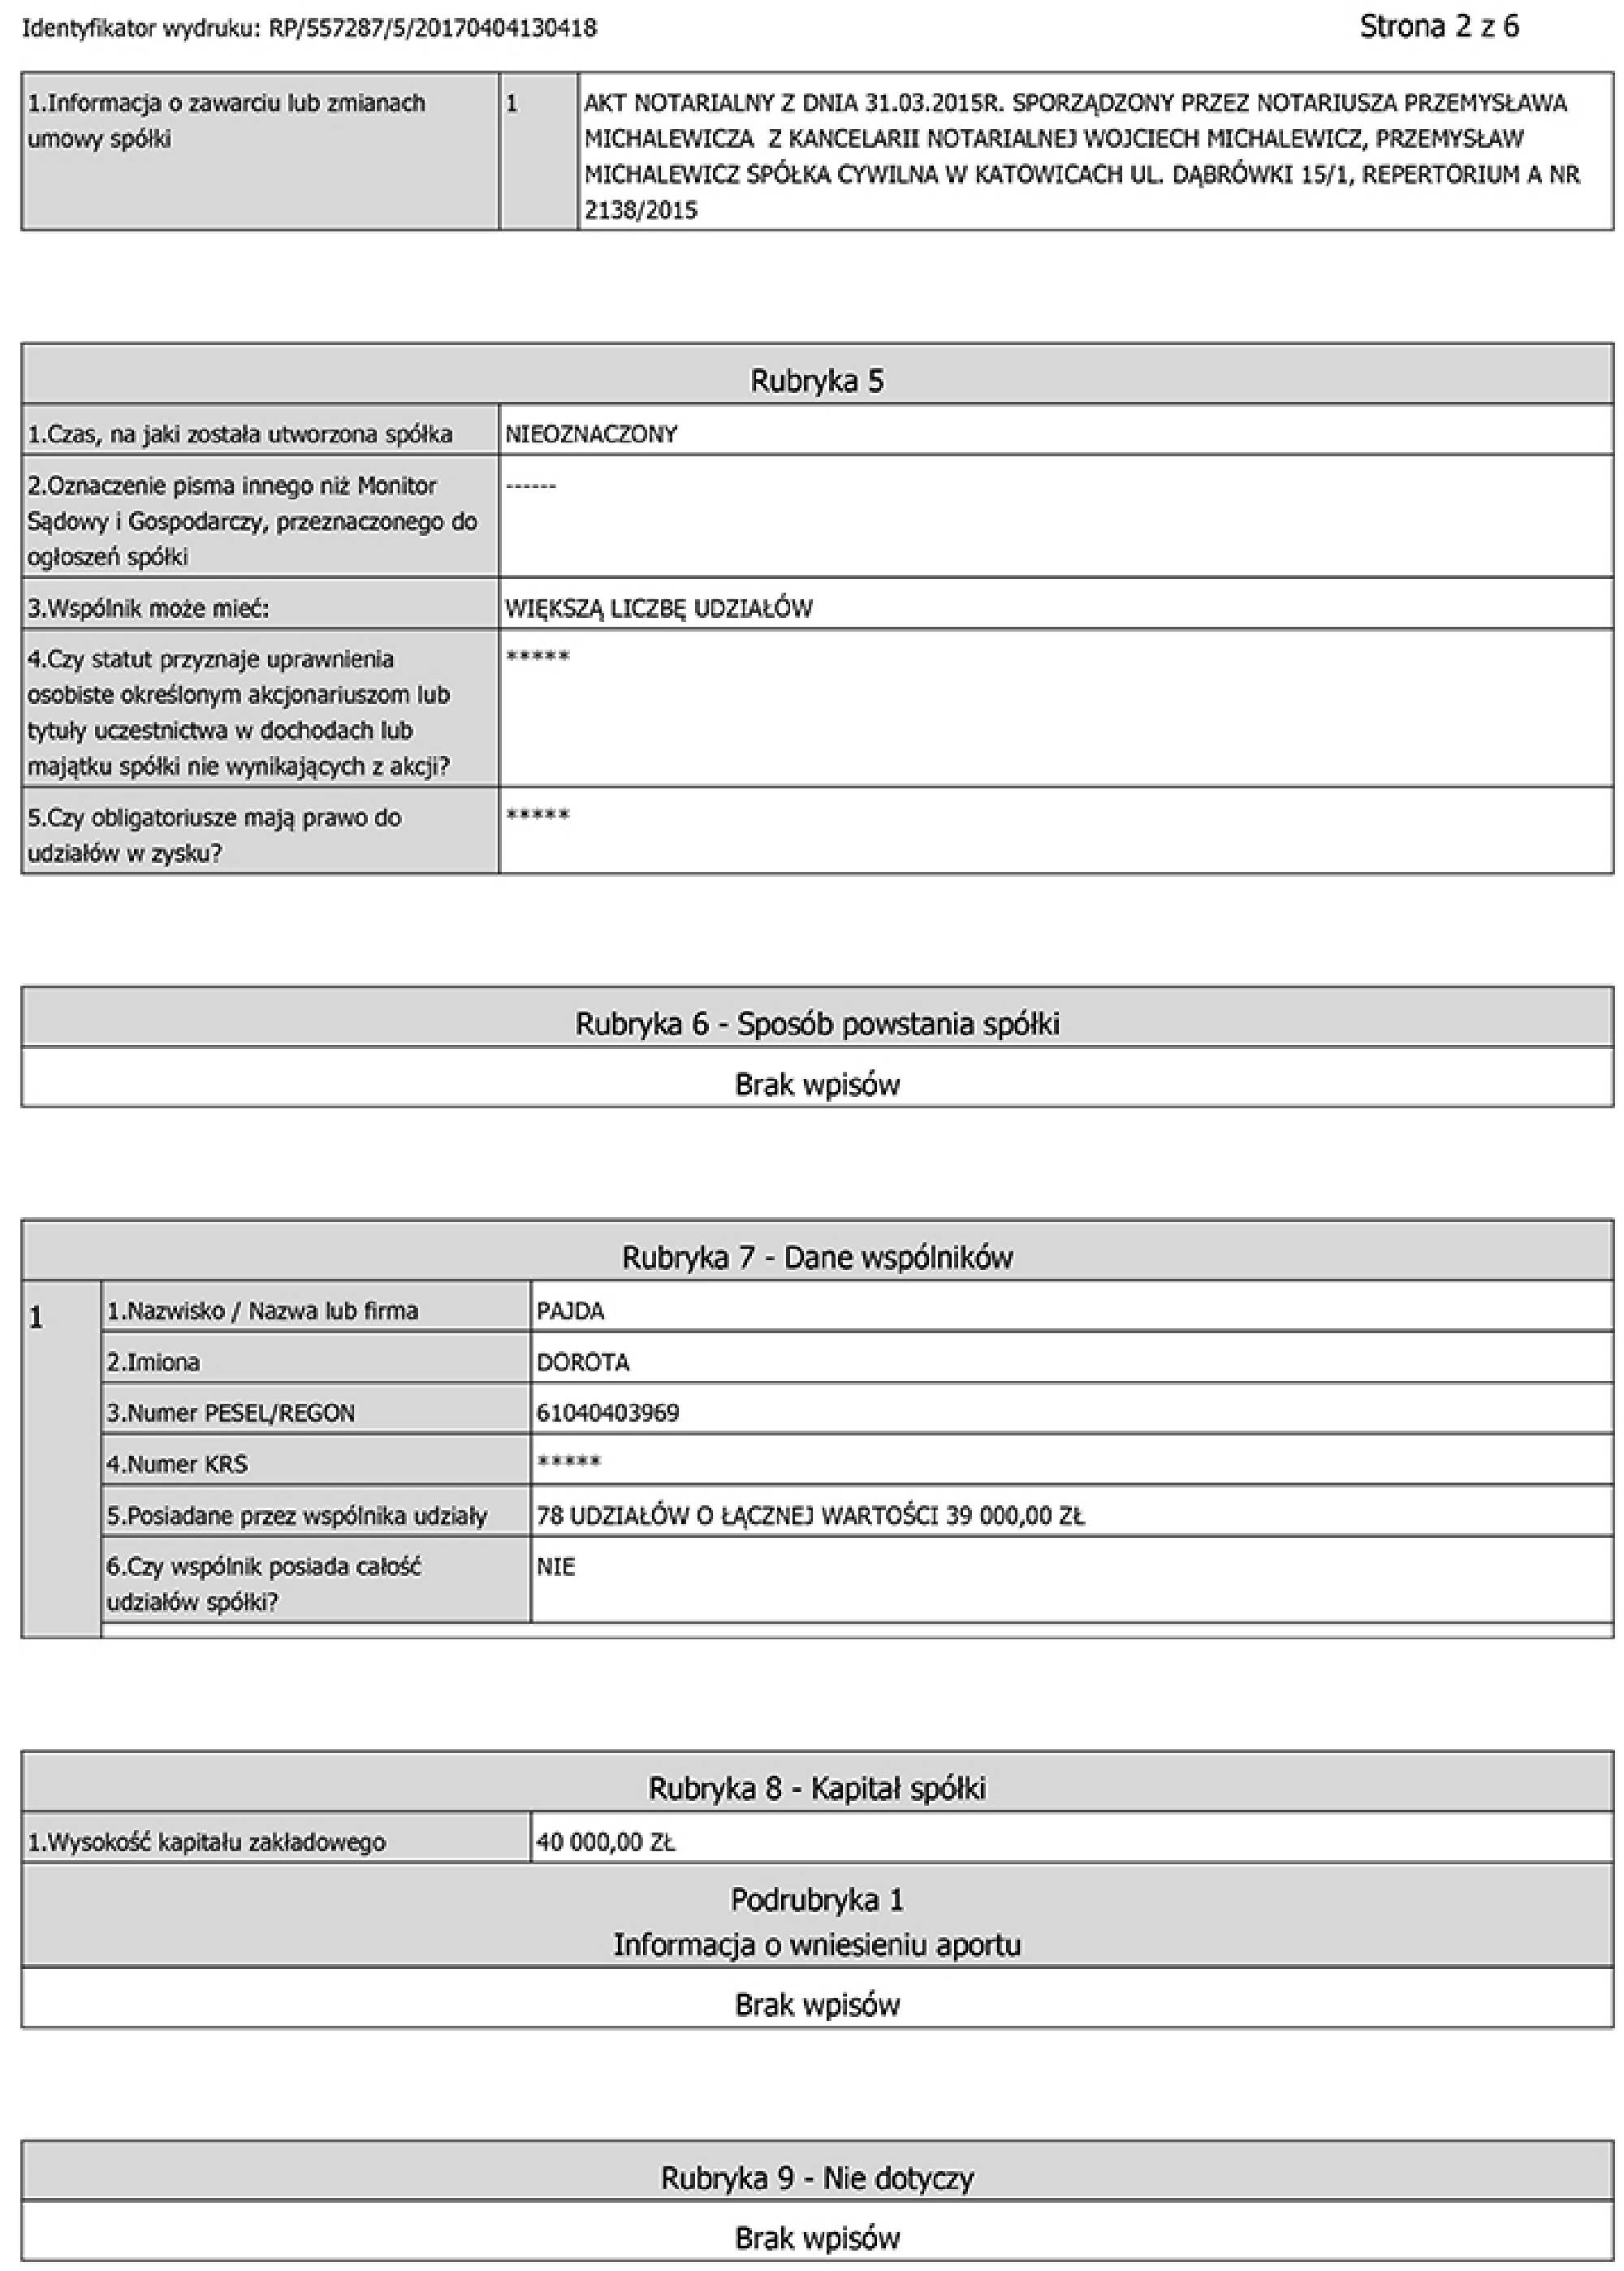 Identyfikator wydruku: RP/557287/5/20170404130418
Strona 2 z 6
1.Informacja o zawarciu lub zmianach
umowy spółki
1
AKT NOTARIALNY Z DNIA 31.03.2015R. SPORZĄDZONY PRZEZ NOTARIUSZA PRZEMYSŁAWA
MICHALEWICZA Z KANCELARII NOTARIALNEJ WOJCIECH MICHALEWICZ, PRZEMYSŁAW
MICHALEWICZ SPÓŁKA CYWILNA W KATOWICACH UL. DĄBRÓWKI 15/1, REPERTORIUM A NR
2138/2015
Rubryka 5
1.Czas, na jaki została utworzona spółka
NIEOZNACZONY
2.Oznaczenie pisma innego niż Monitor
Sądowy i Gospodarczy, przeznaczonego do
ogłoszeń spółki
------
3.Wspólnik może mieć:
WIĘKSZĄ LICZBĘ UDZIAŁÓW
4.Czy statut przyznaje uprawnienia
osobiste określonym akcjonariuszom lub
tytuły uczestnictwa w dochodach lub
majątku spółki nie wynikających z akcji?
*****
5.Czy obligatoriusze mają prawo do
udziałów w zysku?
*****
Rubryka 6 - Sposób powstania spółki
Brak wpisów
Rubryka 7 - Dane wspólników
1
1.Nazwisko / Nazwa lub firma
PAJDA
2.Imiona
DOROTA
3.Numer PESEL/REGON
61040403969
4.Numer KRS
*****
5.Posiadane przez wspólnika udziały
78 UDZIAŁÓW O ŁĄCZNEJ WARTOŚCI 39 000,00 ZŁ
6.Czy wspólnik posiada całość
udziałów spółki?
NIE
Rubryka 8 - Kapitał spółki
1.Wysokość kapitału zakładowego
40 000,00 ZŁ
Podrubryka 1
Informacja o wniesieniu aportu
Brak wpisów
Rubryka 9 - Nie dotyczy
Brak wpisów